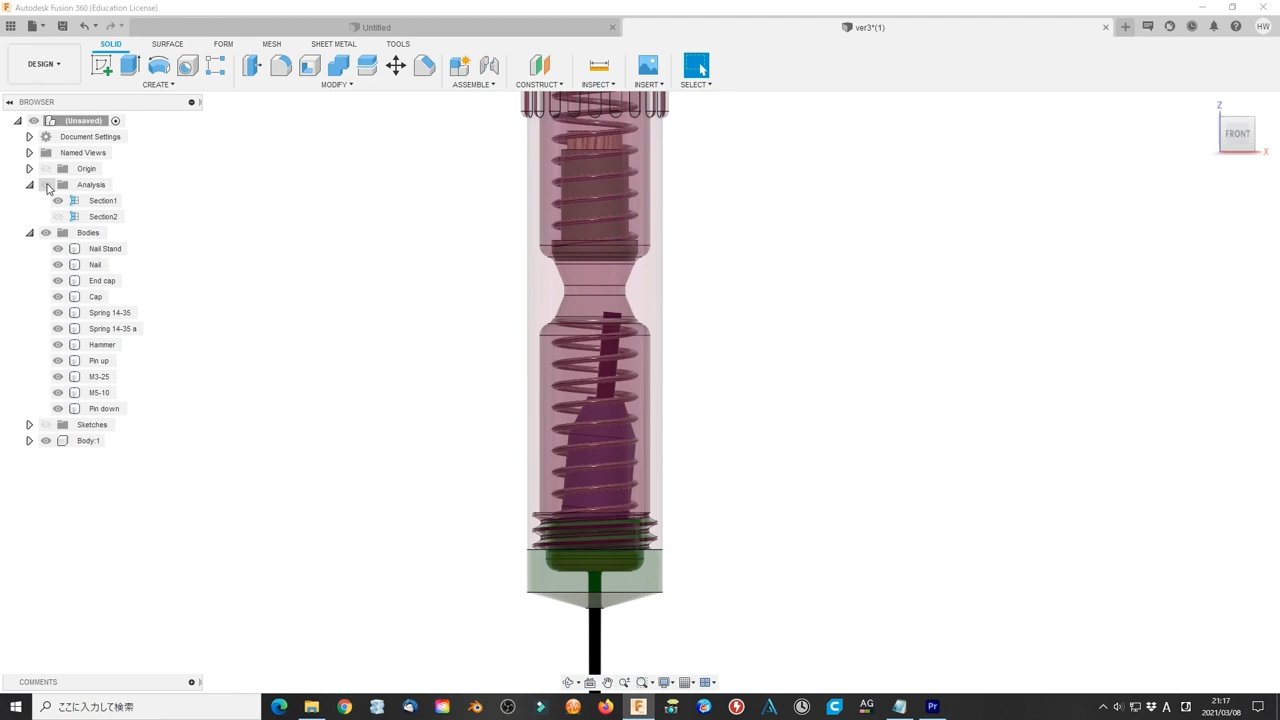 Autodesk Fusion 360 (Education License)
Untitled
ver3*(1)
HW
DESIGN
SOLID
SURFACE
FORM
MESH
SHEET METAL
TOOLS
CREATE
MODIFY
ASSEMBLE
CONSTRUCT
INSPECT
INSERT
SELECT
BROWSER
(Unsaved)
Document Settings
Named Views
Origin
Analysis
Section1
Section2
Bodies
Nail Stand
Nail
End cap
Cap
Spring 14-35
Spring 14-35 a
Hammer
Pin up
M3-25
M5-10
Pin down
Sketches
Body:1
Z
FRONT
X
COMMENTS
ここに入力して検索
AG
Pr
A
21:17
2021/03/08